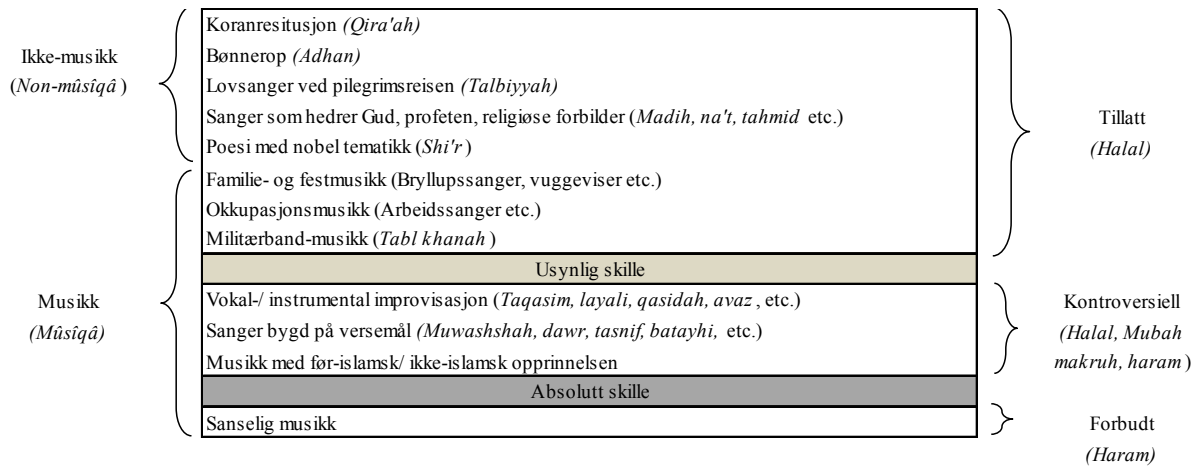 Ikke-musikk
(Non-mûsîqâ )
Koranresitusjon (Qira'ah)
Bønnerop (Adhan)
Lovsanger ved pilegrimsreisen (Talbiyyah)
Sanger som hedrer Gud, profeten, religiøse forbilder (Madih, na't, tahmid etc.)
Poesi med nobel tematikk (Shi'r )
Tillatt
(Halal)
Musikk
(Mûsîqâ)
Familie- og festmusikk (Bryllupssanger, vuggeviser etc.)
Okkupasjonsmusikk (Arbeidssanger etc.)
Militærband-musikk (Tabl khanah )
Usynlig skille
Vokal-/ instrumental improvisasjon (Taqasim, layali, qasidah, avaz , etc.)
Sanger bygd på versemål (Muwashshah, dawr, tasnif, batayhi, etc.)
Musikk med før-islamsk/ ikke-islamsk opprinnelsen
Kontroversiell
(Halal, Mubah
makruh, haram )
Absolutt skille
Sanselig musikk
Forbudt
(Haram)